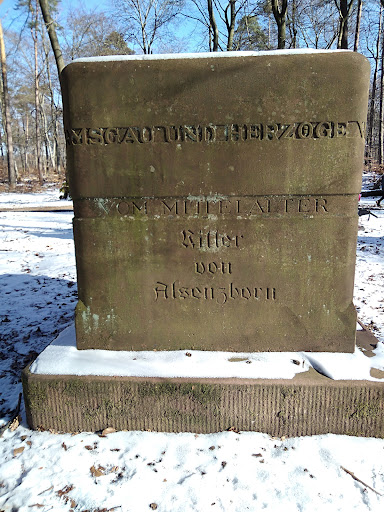 MSGAU UND HERZOGEN
VOM MITTELALTER
Ritter
von
Alsenzborn